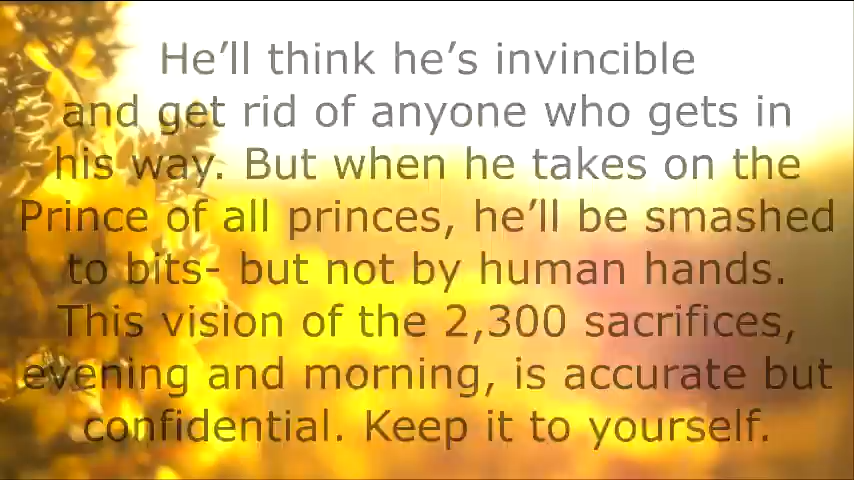 He’ll think he’s invincible
and get rid of anyone who gets in
his way. But when he takes on the
Prince of all princes, he’ll be smashed
to bits- but not by human hands.
This vision of the 2,300 sacrifices,
evening and morning, is accurate but
confidential. Keep it to yourself.